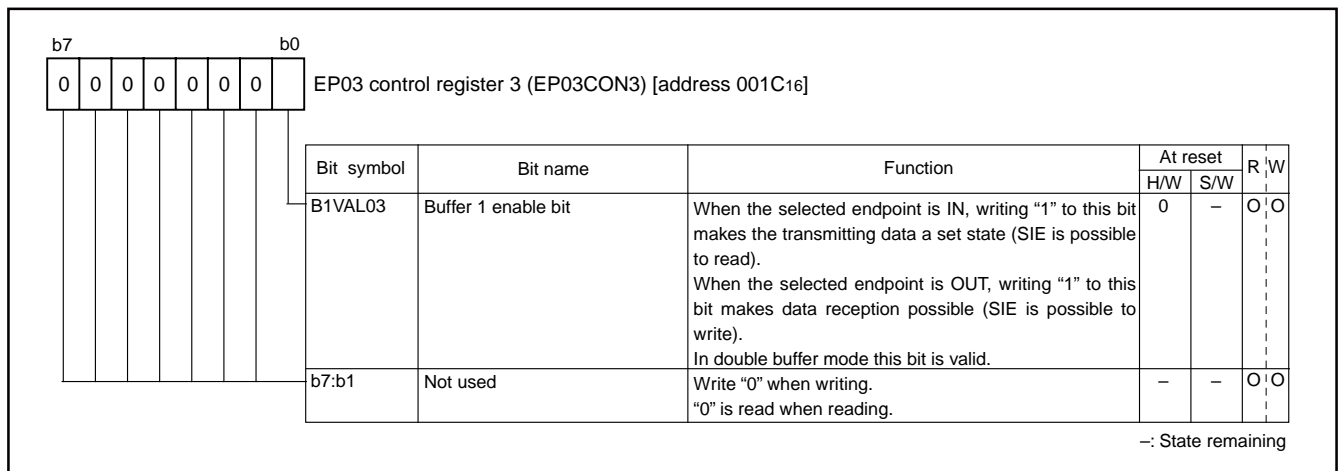 b7 b0
0 0 0 0 0 0 0
EP03 control register 3 (EP03CON3) [address 001C16]
Bit symbol Bit name Function At reset R W
H/W S/W
B1VAL03 Buffer 1 enable bit When the selected endpoint is IN, writing “1” to this bit 0 – O O
makes the transmitting data a set state (SIE is possible
to read).
When the selected endpoint is OUT, writing “1” to this
bit makes data reception possible (SIE is possible to
write).
In double buffer mode this bit is valid.
b7:b1 Not used Write “0” when writing. – – O O
“0” is read when reading.
–: State remaining